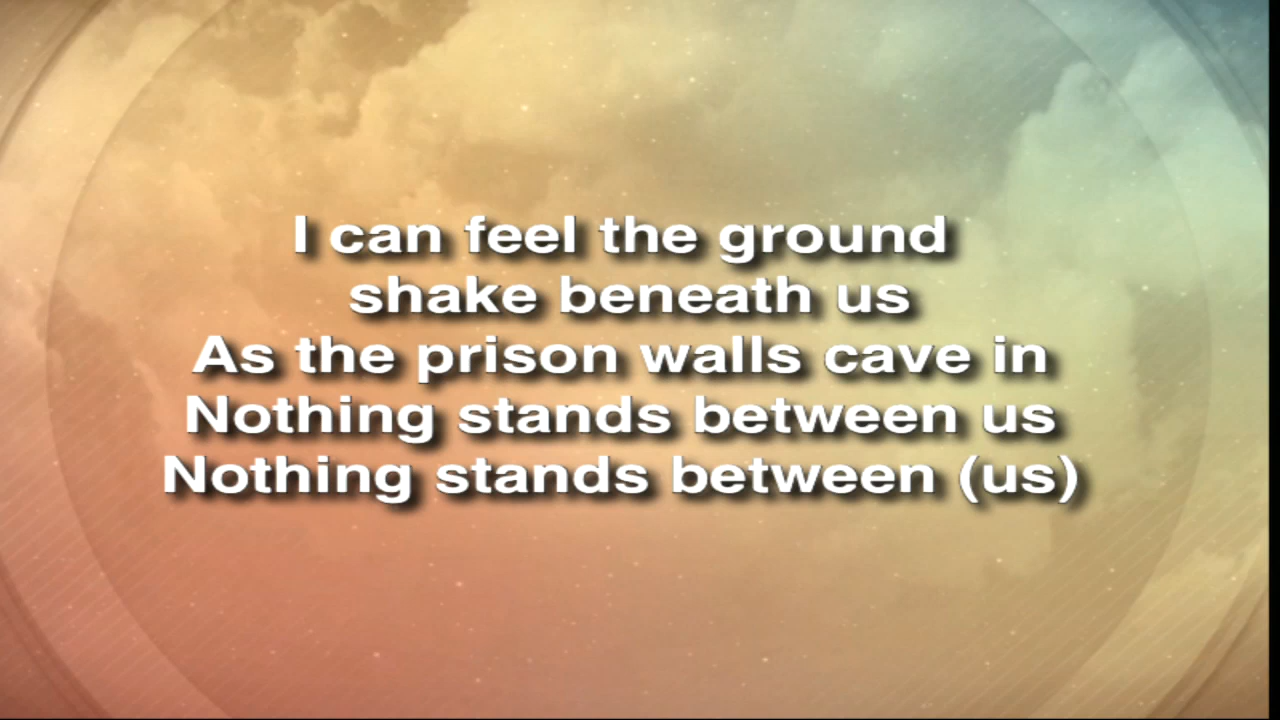 I can feel the ground
shake beneath us
As the prison walls cave in
Nothing stands between us
Nothing stands between (us)